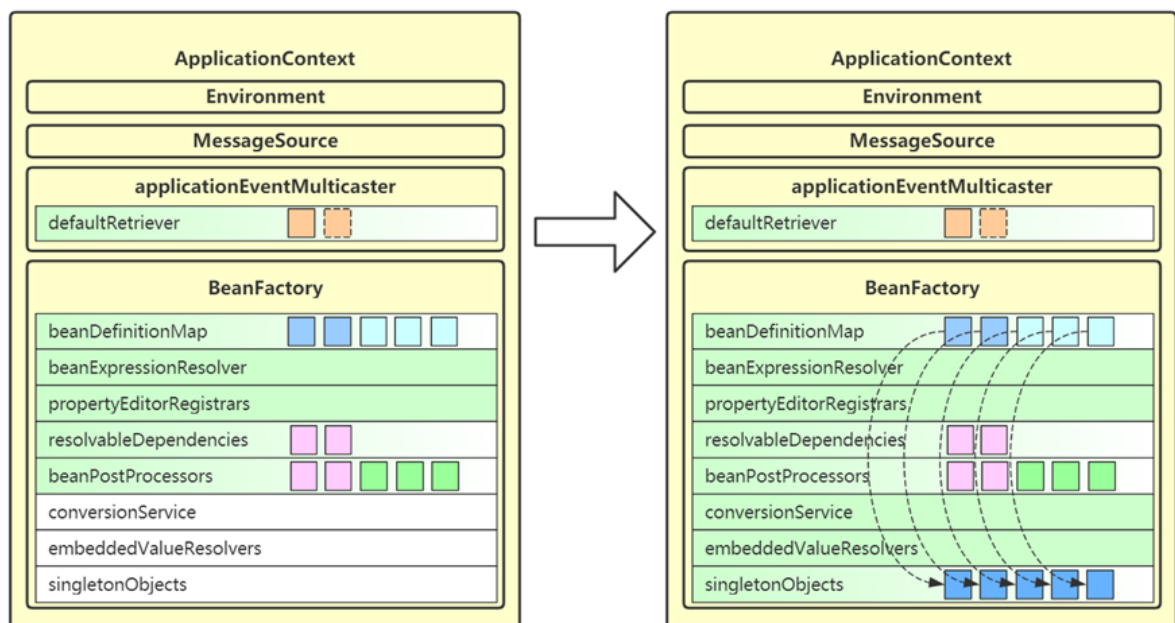 ApplicationContext
Environment
MessageSource
applicationEventMulticaster
defaultRetriever
BeanFactory
beanDefinitionMap
beanExpressionResolver
propertyEditorRegistrars
resolvableDependencies
beanPostProcessors
conversionService
embeddedValueResolvers
singletonObjects
ApplicationContext
Environment
MessageSource
applicationEventMulticaster
defaultRetriever
BeanFactory
beanDefinitionMap
beanExpressionResolver
propertyEditorRegistrars
resolvableDependencies
beanPostProcessors
conversionService
embeddedValueResolvers
singletonObjects